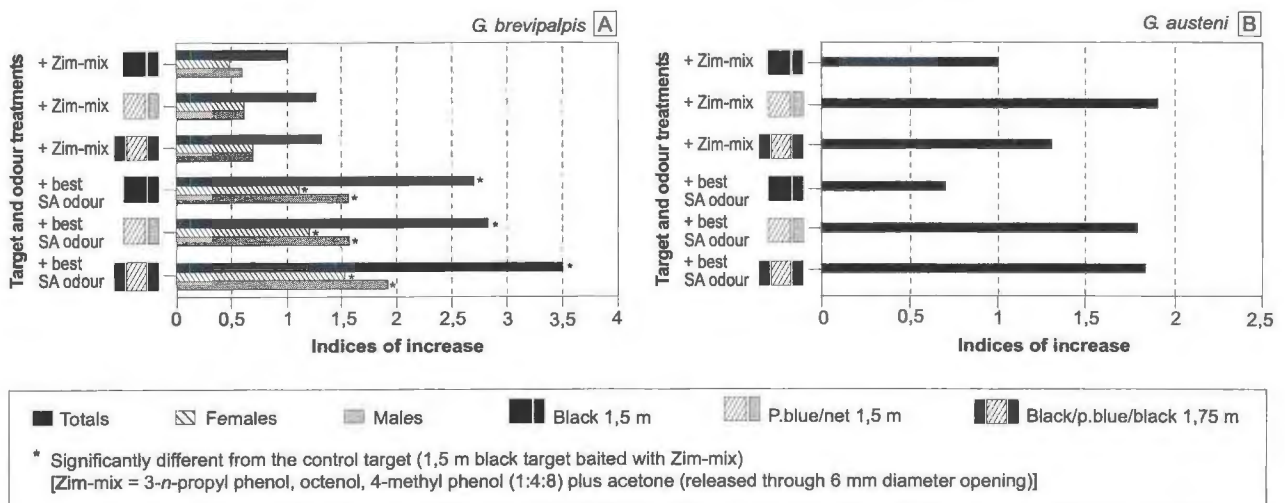 G. brevipalpis A
Target and odour treatments
+ Zim-mix
+ Zim-mix
+ Zim-mix
+ best
SA odour
*
*
*
+ best
SA odour
*
*
*
+ best
SA odour
*
*
*
0 0,5 1 1,5 2 2,5 3 3,5 4
Indices of increase
G. austeni B
Target and odour treatments
+ Zim-mix
+ Zim-mix
+ Zim-mix
+ best
SA odour
+ best
SA odour
+ best
SA odour
0 0,5 1 1,5 2 2,5
Indices of increase
Totals Females Males Black 1,5 m P.blue/net 1,5 m Black/p.blue/black 1,75 m
* Significantly different from the control target (1,5 m black target baited with Zim-mix)
[Zim-mix = 3-n-propyl phenol, octenol, 4-methyl phenol (1:4:8) plus acetone (released through 6 mm diameter opening)]